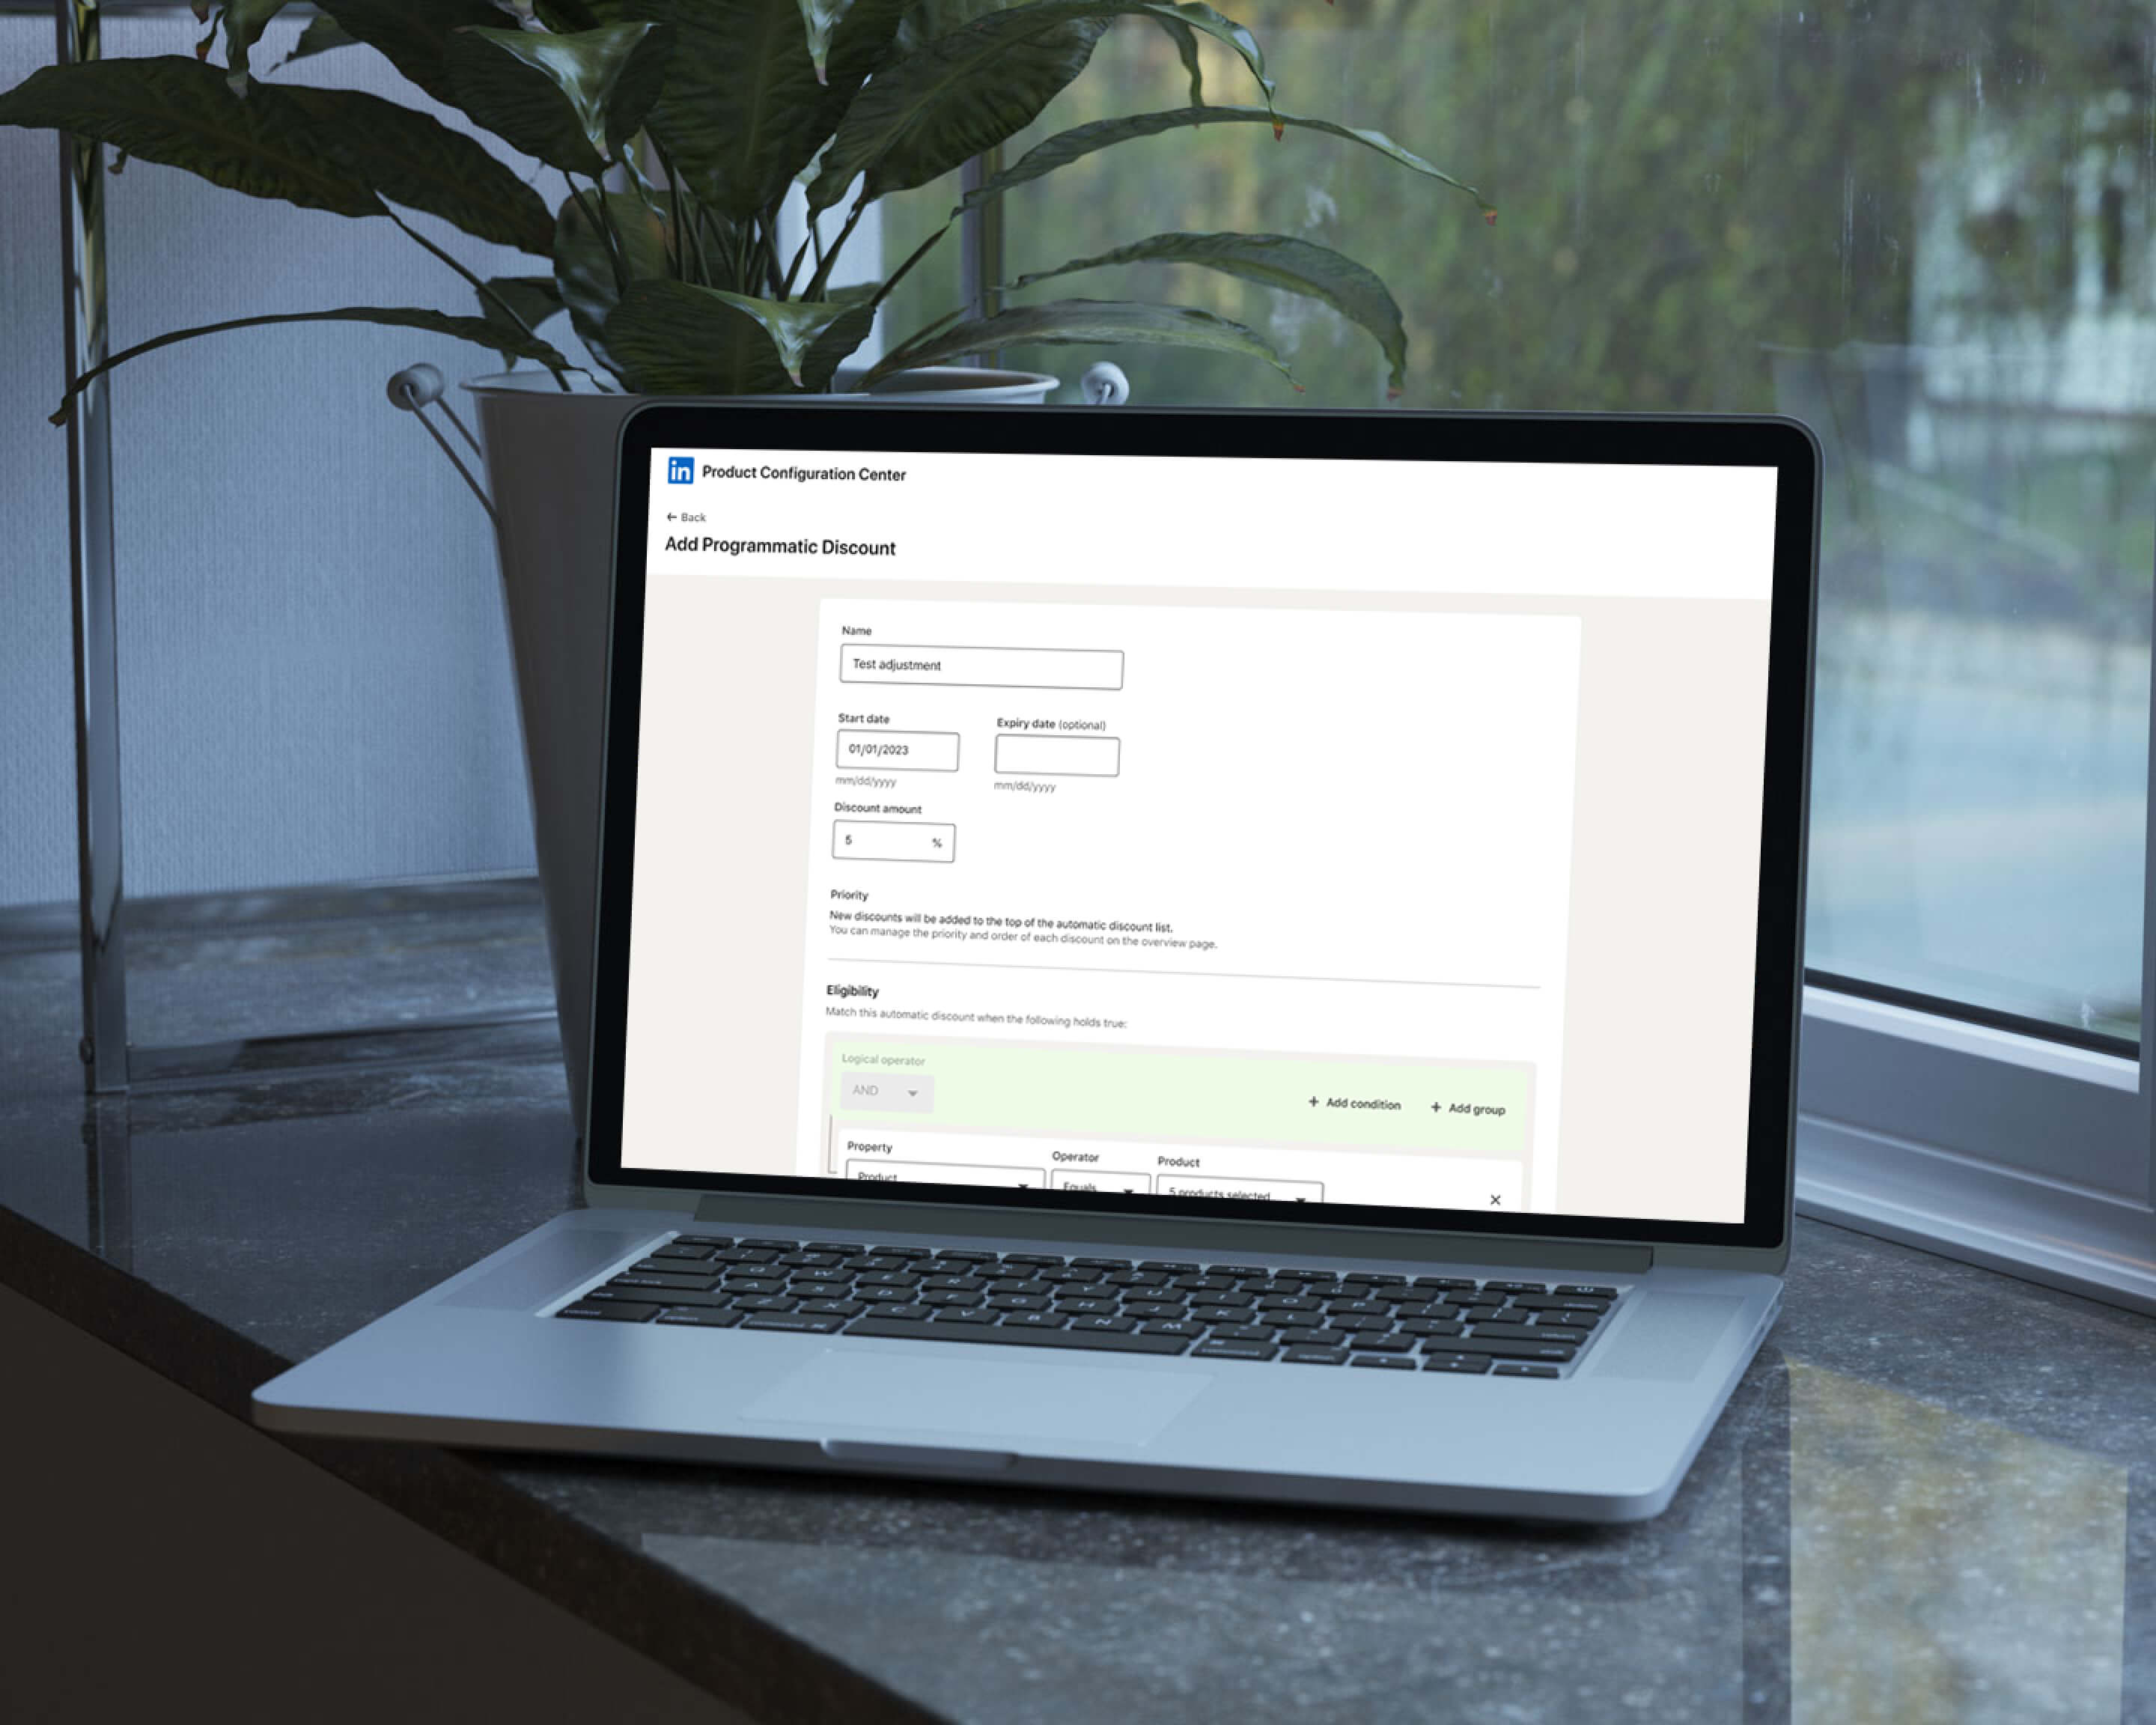 in Product Configuration Center
← Back
Add Programmatic Discount
Name
Test adjustment
Start date
Expiry date (optional)
01/01/2023
mm/dd/yyyy
mm/dd/yyyy
Discount amount
5 %
Priority
New discounts will be added to the top of the automatic discount list.
You can manage the priority and order of each discount on the overview page.
Eligibility
Match this automatic discount when the following holds true:
Logical operator
AND
+ Add condition + Add group
Property Operator Product
Product Equals 5 products selected ×